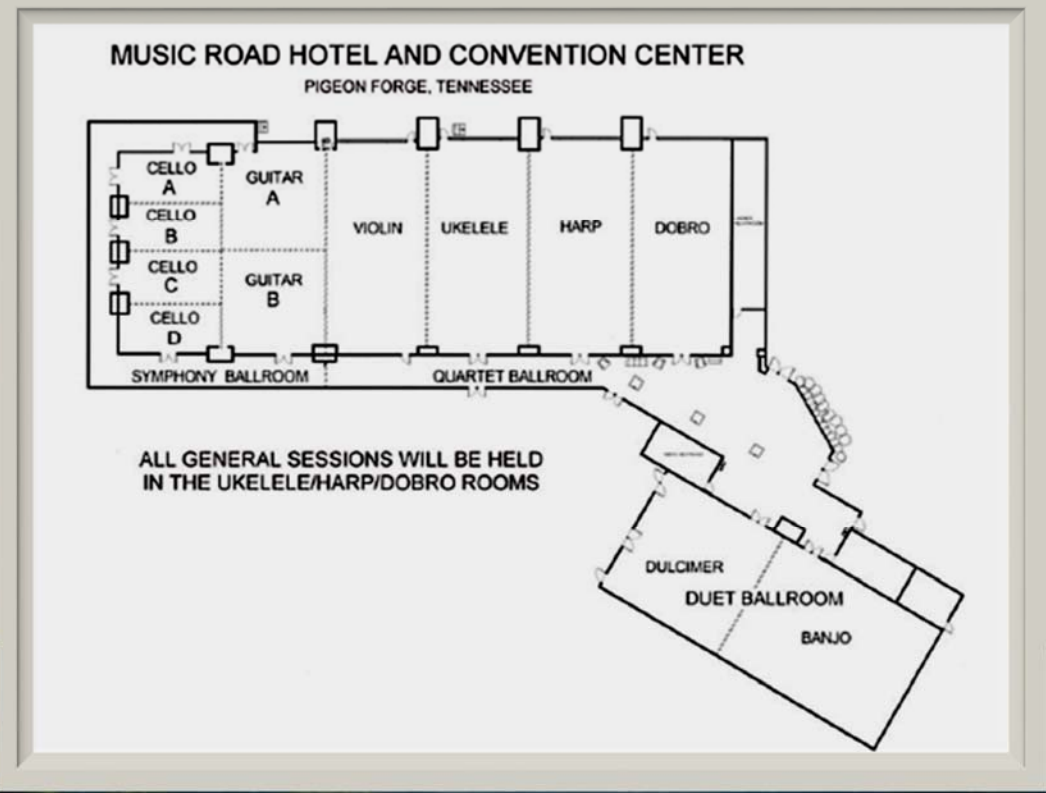 MUSIC ROAD HOTEL AND CONVENTION CENTER
PIGEON FORGE, TENNESSEE
CELLO
A
GUITAR
A
CELLO
B
VIOLIN
UKELELE
HARP
DOBRO
CELLO
C
GUITAR
B
CELLO
D
SYMPHONY BALLROOM
QUARTET BALLROOM
ALL GENERAL SESSIONS WILL BE HELD
IN THE UKELELE/HARP/DOBRO ROOMS
DULCIMER
DUET BALLROOM
BANJO